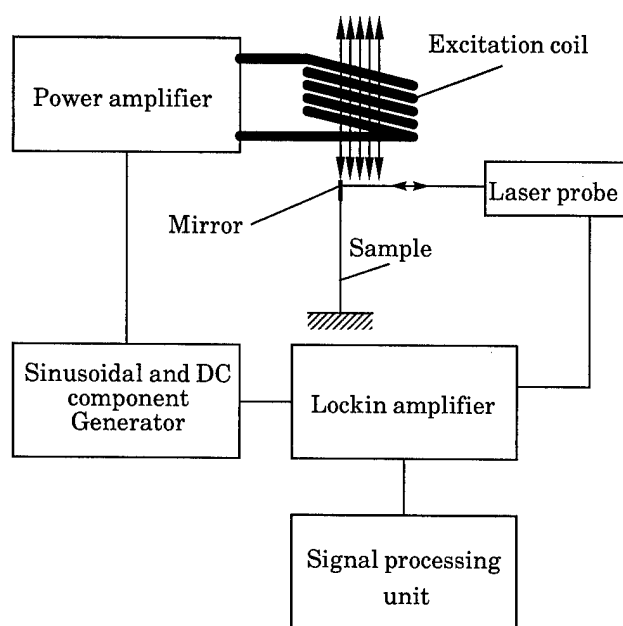 Excitation coil
Power amplifier
Laser probe
Mirror
Sample
Sinusoidal and DC
component
Generator
Lockin amplifier
Signal processing
unit